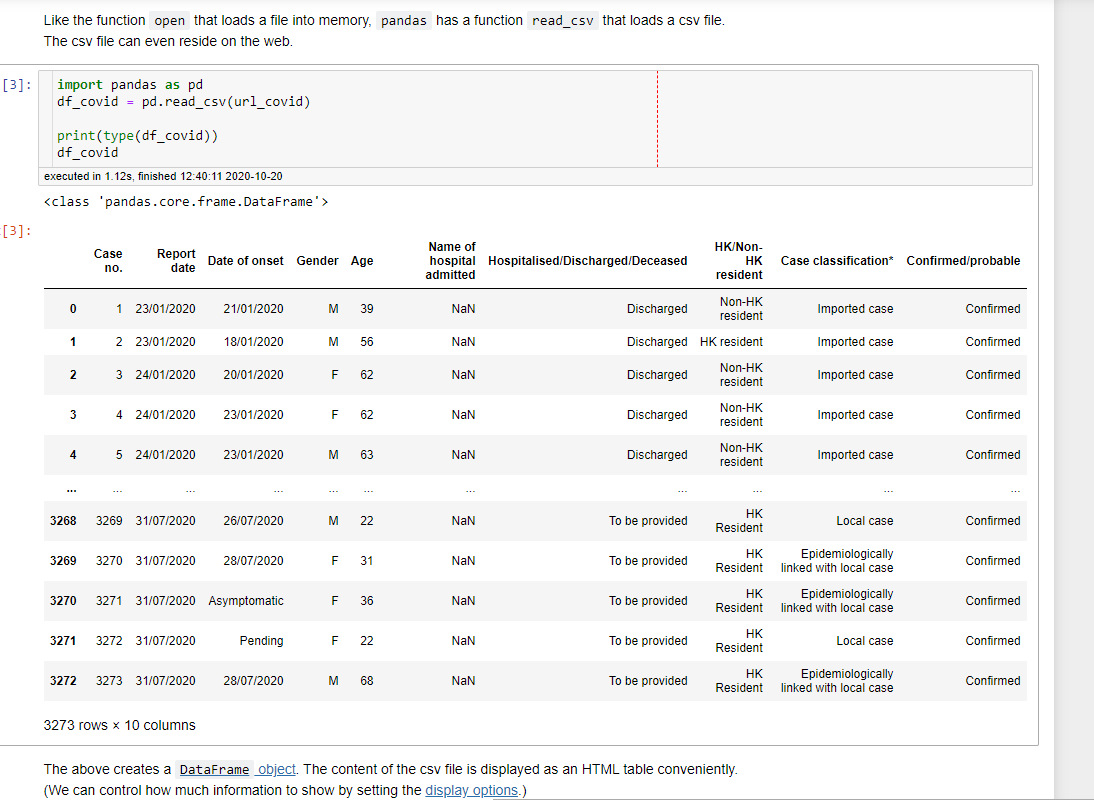 Like the function open that loads a file into memory, pandas has a function read_csv that loads a csv file.
The csv file can even reside on the web.
[3]:
import pandas as pd
df_covid = pd.read_csv(url_covid)
print(type(df_covid))
df_covid
executed in 1.12s, finished 12:40:11 2020-10-20
<class 'pandas.core.frame.DataFrame'>
[3]:
Case no. Report date Date of onset Gender Age Name of hospital admitted Hospitalised/Discharged/Deceased HK/Non-HK resident Case classification* Confirmed/probable
0 1 23/01/2020 21/01/2020 M 39 NaN Discharged Non-HK resident Imported case Confirmed
1 2 23/01/2020 18/01/2020 M 56 NaN Discharged HK resident Imported case Confirmed
2 3 24/01/2020 20/01/2020 F 62 NaN Discharged Non-HK resident Imported case Confirmed
3 4 24/01/2020 23/01/2020 F 62 NaN Discharged Non-HK resident Imported case Confirmed
4 5 24/01/2020 23/01/2020 M 63 NaN Discharged Non-HK resident Imported case Confirmed
... ... ... ... ... ... ... ... ... ... ...
3268 3269 31/07/2020 26/07/2020 M 22 NaN To be provided HK Resident Local case Confirmed
3269 3270 31/07/2020 28/07/2020 F 31 NaN To be provided HK Resident Epidemiologically linked with local case Confirmed
3270 3271 31/07/2020 Asymptomatic F 36 NaN To be provided HK Resident Epidemiologically linked with local case Confirmed
3271 3272 31/07/2020 Pending F 22 NaN To be provided HK Resident Local case Confirmed
3272 3273 31/07/2020 28/07/2020 M 68 NaN To be provided HK Resident Epidemiologically linked with local case Confirmed
3273 rows × 10 columns
The above creates a DataFrame object. The content of the csv file is displayed as an HTML table conveniently.
(We can control how much information to show by setting the display options.)